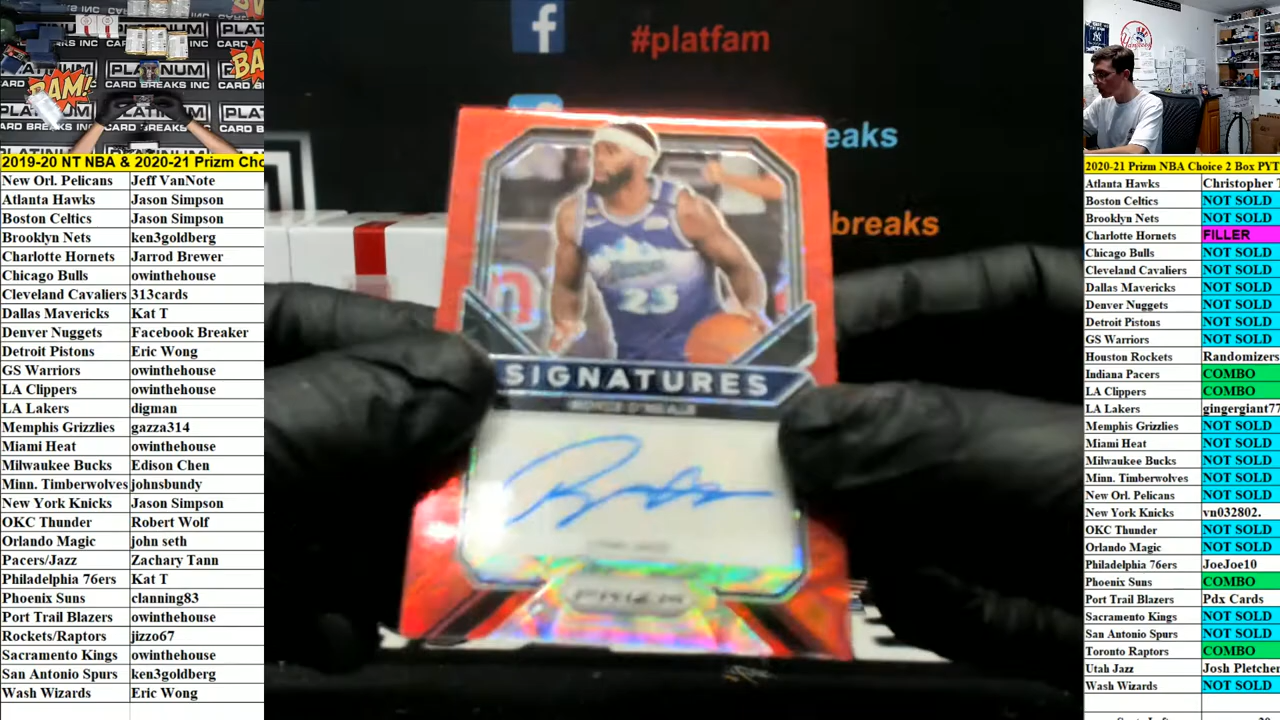 #platfam
PLATINUM
CARD BREAKS INC
BAM!
eaks
breaks
23
SIGNATURES
PRIZM
2019-20 NT NBA & 2020-21 Prizm Cho
New Orl. Pelicans Jeff VanNote
Atlanta Hawks Jason Simpson
Boston Celtics Jason Simpson
Brooklyn Nets ken3goldberg
Charlotte Hornets Jarrod Brewer
Chicago Bulls owinthehouse
Cleveland Cavaliers 313cards
Dallas Mavericks Kat T
Denver Nuggets Facebook Breaker
Detroit Pistons Eric Wong
GS Warriors owinthehouse
LA Clippers owinthehouse
LA Lakers digman
Memphis Grizzlies gazza314
Miami Heat owinthehouse
Milwaukee Bucks Edison Chen
Minn. Timberwolves johnsbundy
New York Knicks Jason Simpson
OKC Thunder Robert Wolf
Orlando Magic john seth
Pacers/Jazz Zachary Tann
Philadelphia 76ers Kat T
Phoenix Suns clanning83
Port Trail Blazers owinthehouse
Rockets/Raptors jizzo67
Sacramento Kings owinthehouse
San Antonio Spurs ken3goldberg
Wash Wizards Eric Wong
2020-21 Prizm NBA Choice 2 Box PYT
Atlanta Hawks Christopher T
Boston Celtics NOT SOLD
Brooklyn Nets NOT SOLD
Charlotte Hornets FILLER
Chicago Bulls NOT SOLD
Cleveland Cavaliers NOT SOLD
Dallas Mavericks NOT SOLD
Denver Nuggets NOT SOLD
Detroit Pistons NOT SOLD
GS Warriors NOT SOLD
Houston Rockets Randomizers
Indiana Pacers COMBO
LA Clippers COMBO
LA Lakers gingergiant77
Memphis Grizzlies NOT SOLD
Miami Heat NOT SOLD
Milwaukee Bucks NOT SOLD
Minn. Timberwolves NOT SOLD
New Orl. Pelicans NOT SOLD
New York Knicks vn032802.
OKC Thunder NOT SOLD
Orlando Magic NOT SOLD
Philadelphia 76ers JoeJoe10
Phoenix Suns COMBO
Port Trail Blazers Pdx Cards
Sacramento Kings NOT SOLD
San Antonio Spurs NOT SOLD
Toronto Raptors COMBO
Utah Jazz Josh Pletcher
Wash Wizards NOT SOLD